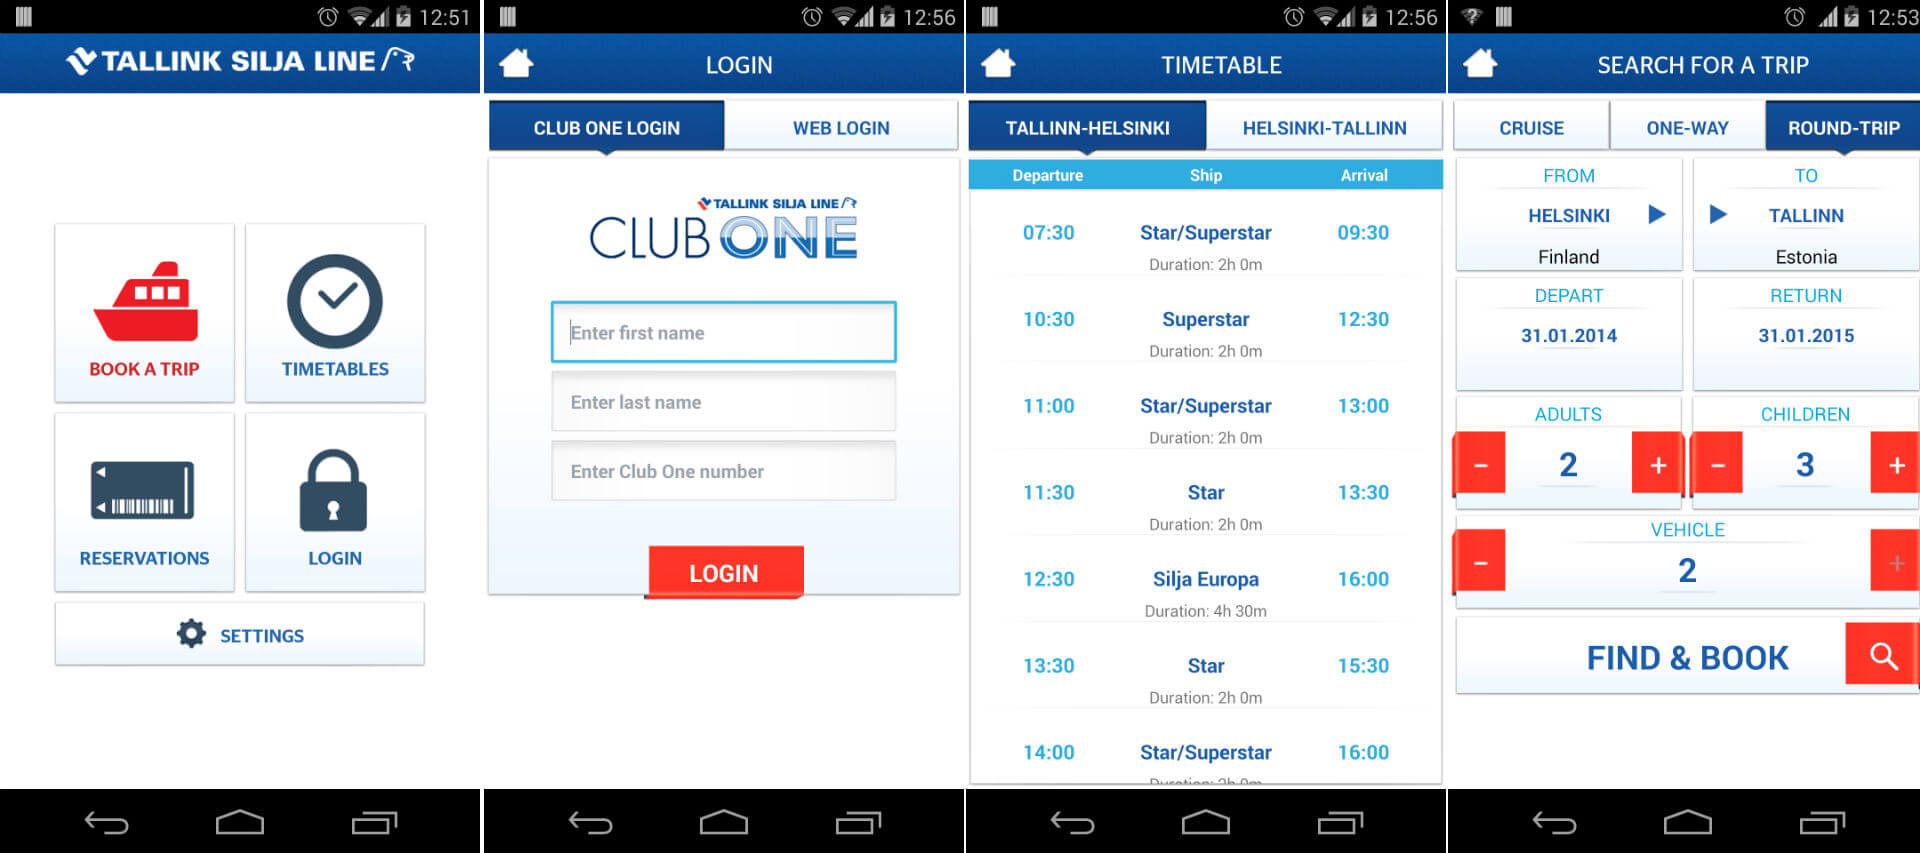 12:51
TALLINK SILJA LINE
BOOK A TRIP
TIMETABLES
RESERVATIONS
LOGIN
SETTINGS
12:56
LOGIN
CLUB ONE LOGIN
WEB LOGIN
TALLINK SILJA LINE
CLUB ONE
Enter first name
Enter last name
Enter Club One number
LOGIN
12:56
TIMETABLE
TALLINN-HELSINKI
HELSINKI-TALLINN
Departure Ship Arrival
07:30 Star/Superstar 09:30
Duration: 2h 0m
10:30 Superstar 12:30
Duration: 2h 0m
11:00 Star/Superstar 13:00
Duration: 2h 0m
11:30 Star 13:30
Duration: 2h 0m
12:30 Silja Europa 16:00
Duration: 4h 30m
13:30 Star 15:30
Duration: 2h 0m
14:00 Star/Superstar 16:00
Duration: 2h 0m
12:53
SEARCH FOR A TRIP
CRUISE
ONE-WAY
ROUND-TRIP
FROM
HELSINKI
Finland
TO
TALLINN
Estonia
DEPART
31.01.2014
RETURN
31.01.2015
ADULTS
- 2 +
CHILDREN
- 3 +
VEHICLE
- 2 +
FIND & BOOK